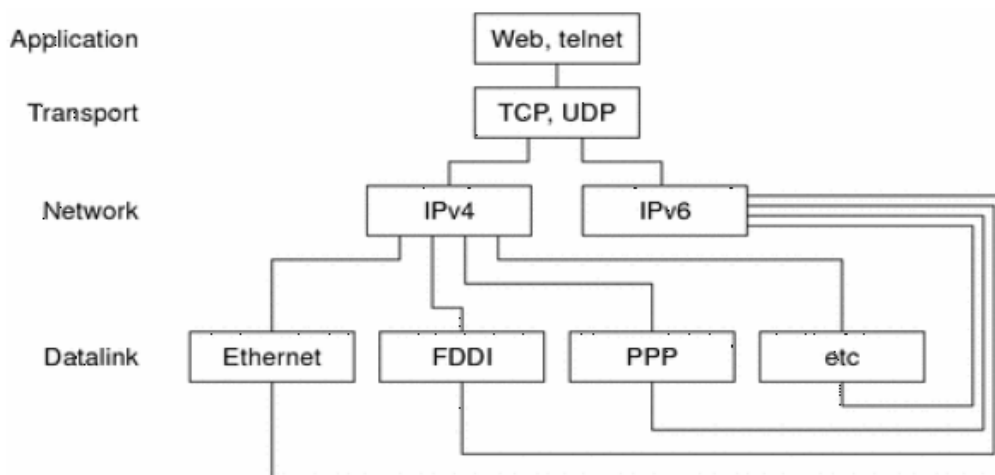 Application
Web, telnet
Transport
TCP, UDP
Network
IPv4
IPv6
Datalink
Ethernet
FDDI
PPP
etc